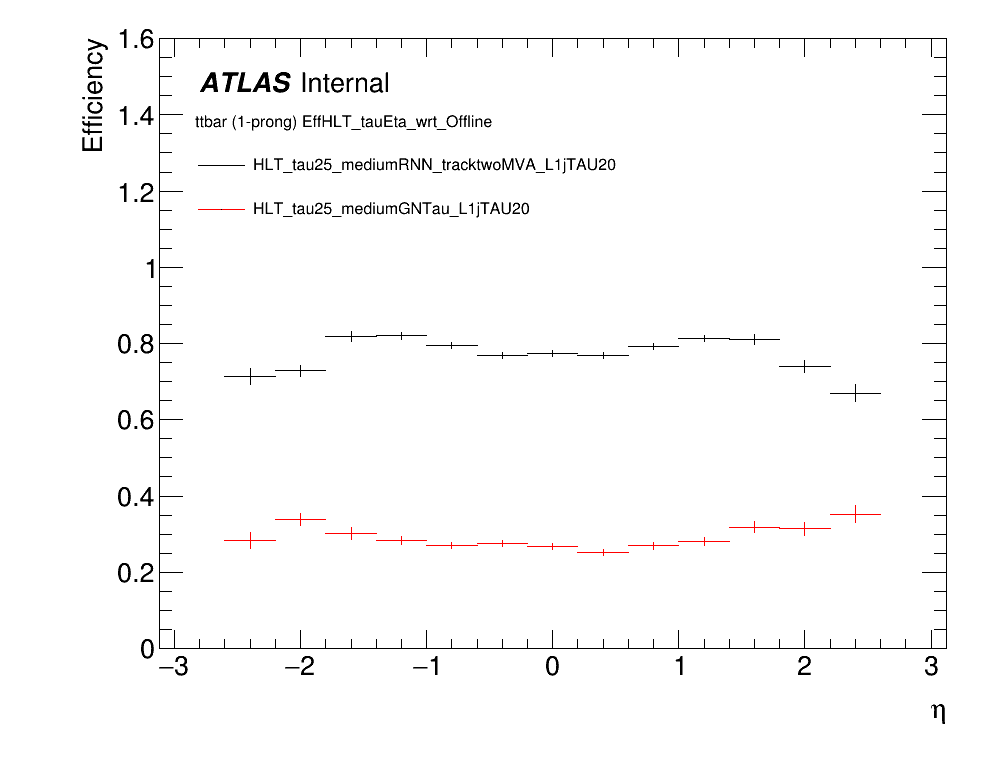 Efficiency
1.6
1.4
1.2
1
0.8
0.6
0.4
0.2
0
ATLAS Internal
ttbar (1-prong) EffHLT_tauEta_wrt_Offline
HLT_tau25_mediumRNN_tracktwoMVA_L1jTAU20
HLT_tau25_mediumGNTau_L1jTAU20
−3 −2 −1 0 1 2 3
η